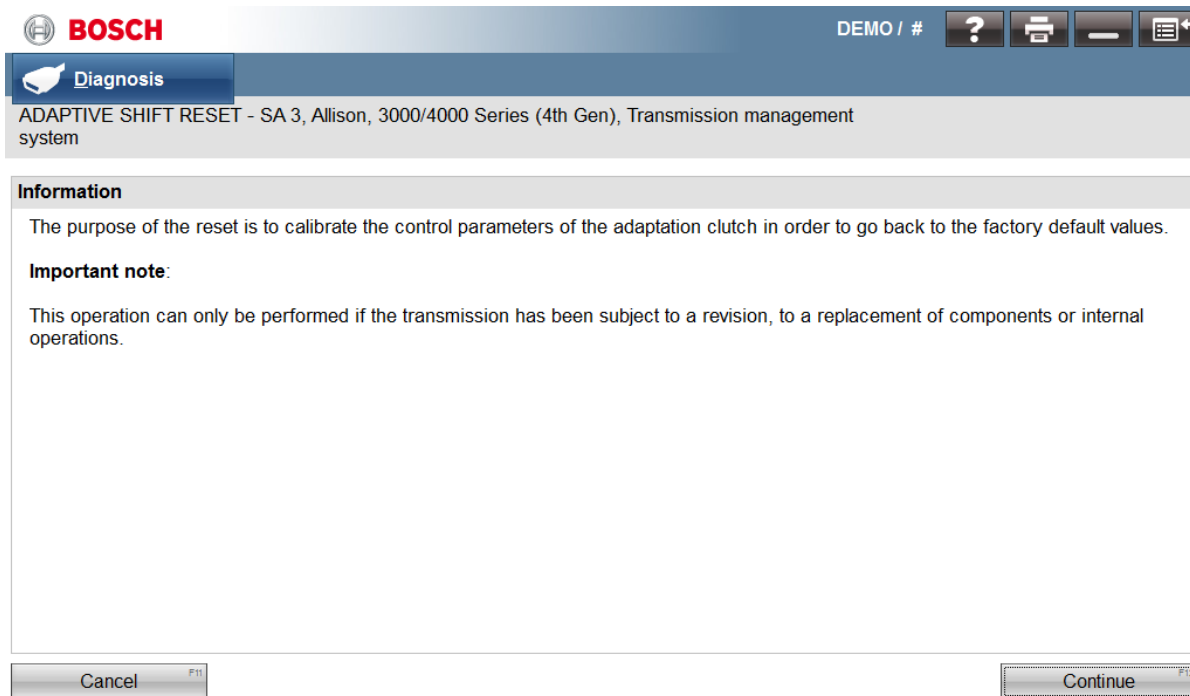 BOSCH
DEMO / #
?
Diagnosis
ADAPTIVE SHIFT RESET - SA 3, Allison, 3000/4000 Series (4th Gen), Transmission management
system
Information
The purpose of the reset is to calibrate the control parameters of the adaptation clutch in order to go back to the factory default values.
Important note:
This operation can only be performed if the transmission has been subject to a revision, to a replacement of components or internal
operations.
Cancel
F11
Continue